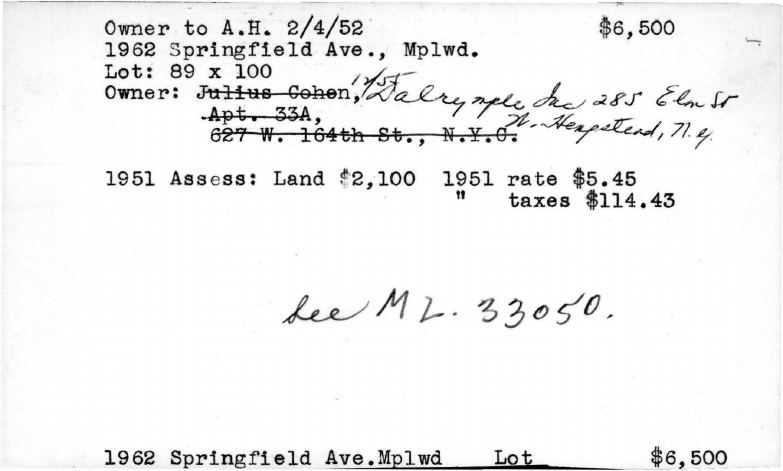 Owner to A.H. 2/4/52 $6,500
1962 Springfield Ave., Mplwd.
Lot: 89 x 100
Owner: Julius Cohen, 12/55 Dalrymple Inc 285 Elm St
Apt. 33A, W. Hempstead, N.Y.
627 W. 164th St., N.Y.C.
1951 Assess: Land $2,100 1951 rate $5.45
" taxes $114.43
See ML. 33050.
1962 Springfield Ave.Mplwd Lot $6,500